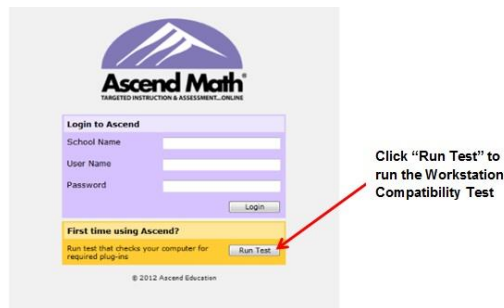 Ascend Math®
TARGETED INSTRUCTION & ASSESSMENT...ONLINE
Login to Ascend
School Name
User Name
Password
Login
First time using Ascend?
Run test that checks your computer for
required plug-ins
Run Test
© 2012 Ascend Education
Click “Run Test” to
run the Workstation
Compatibility Test